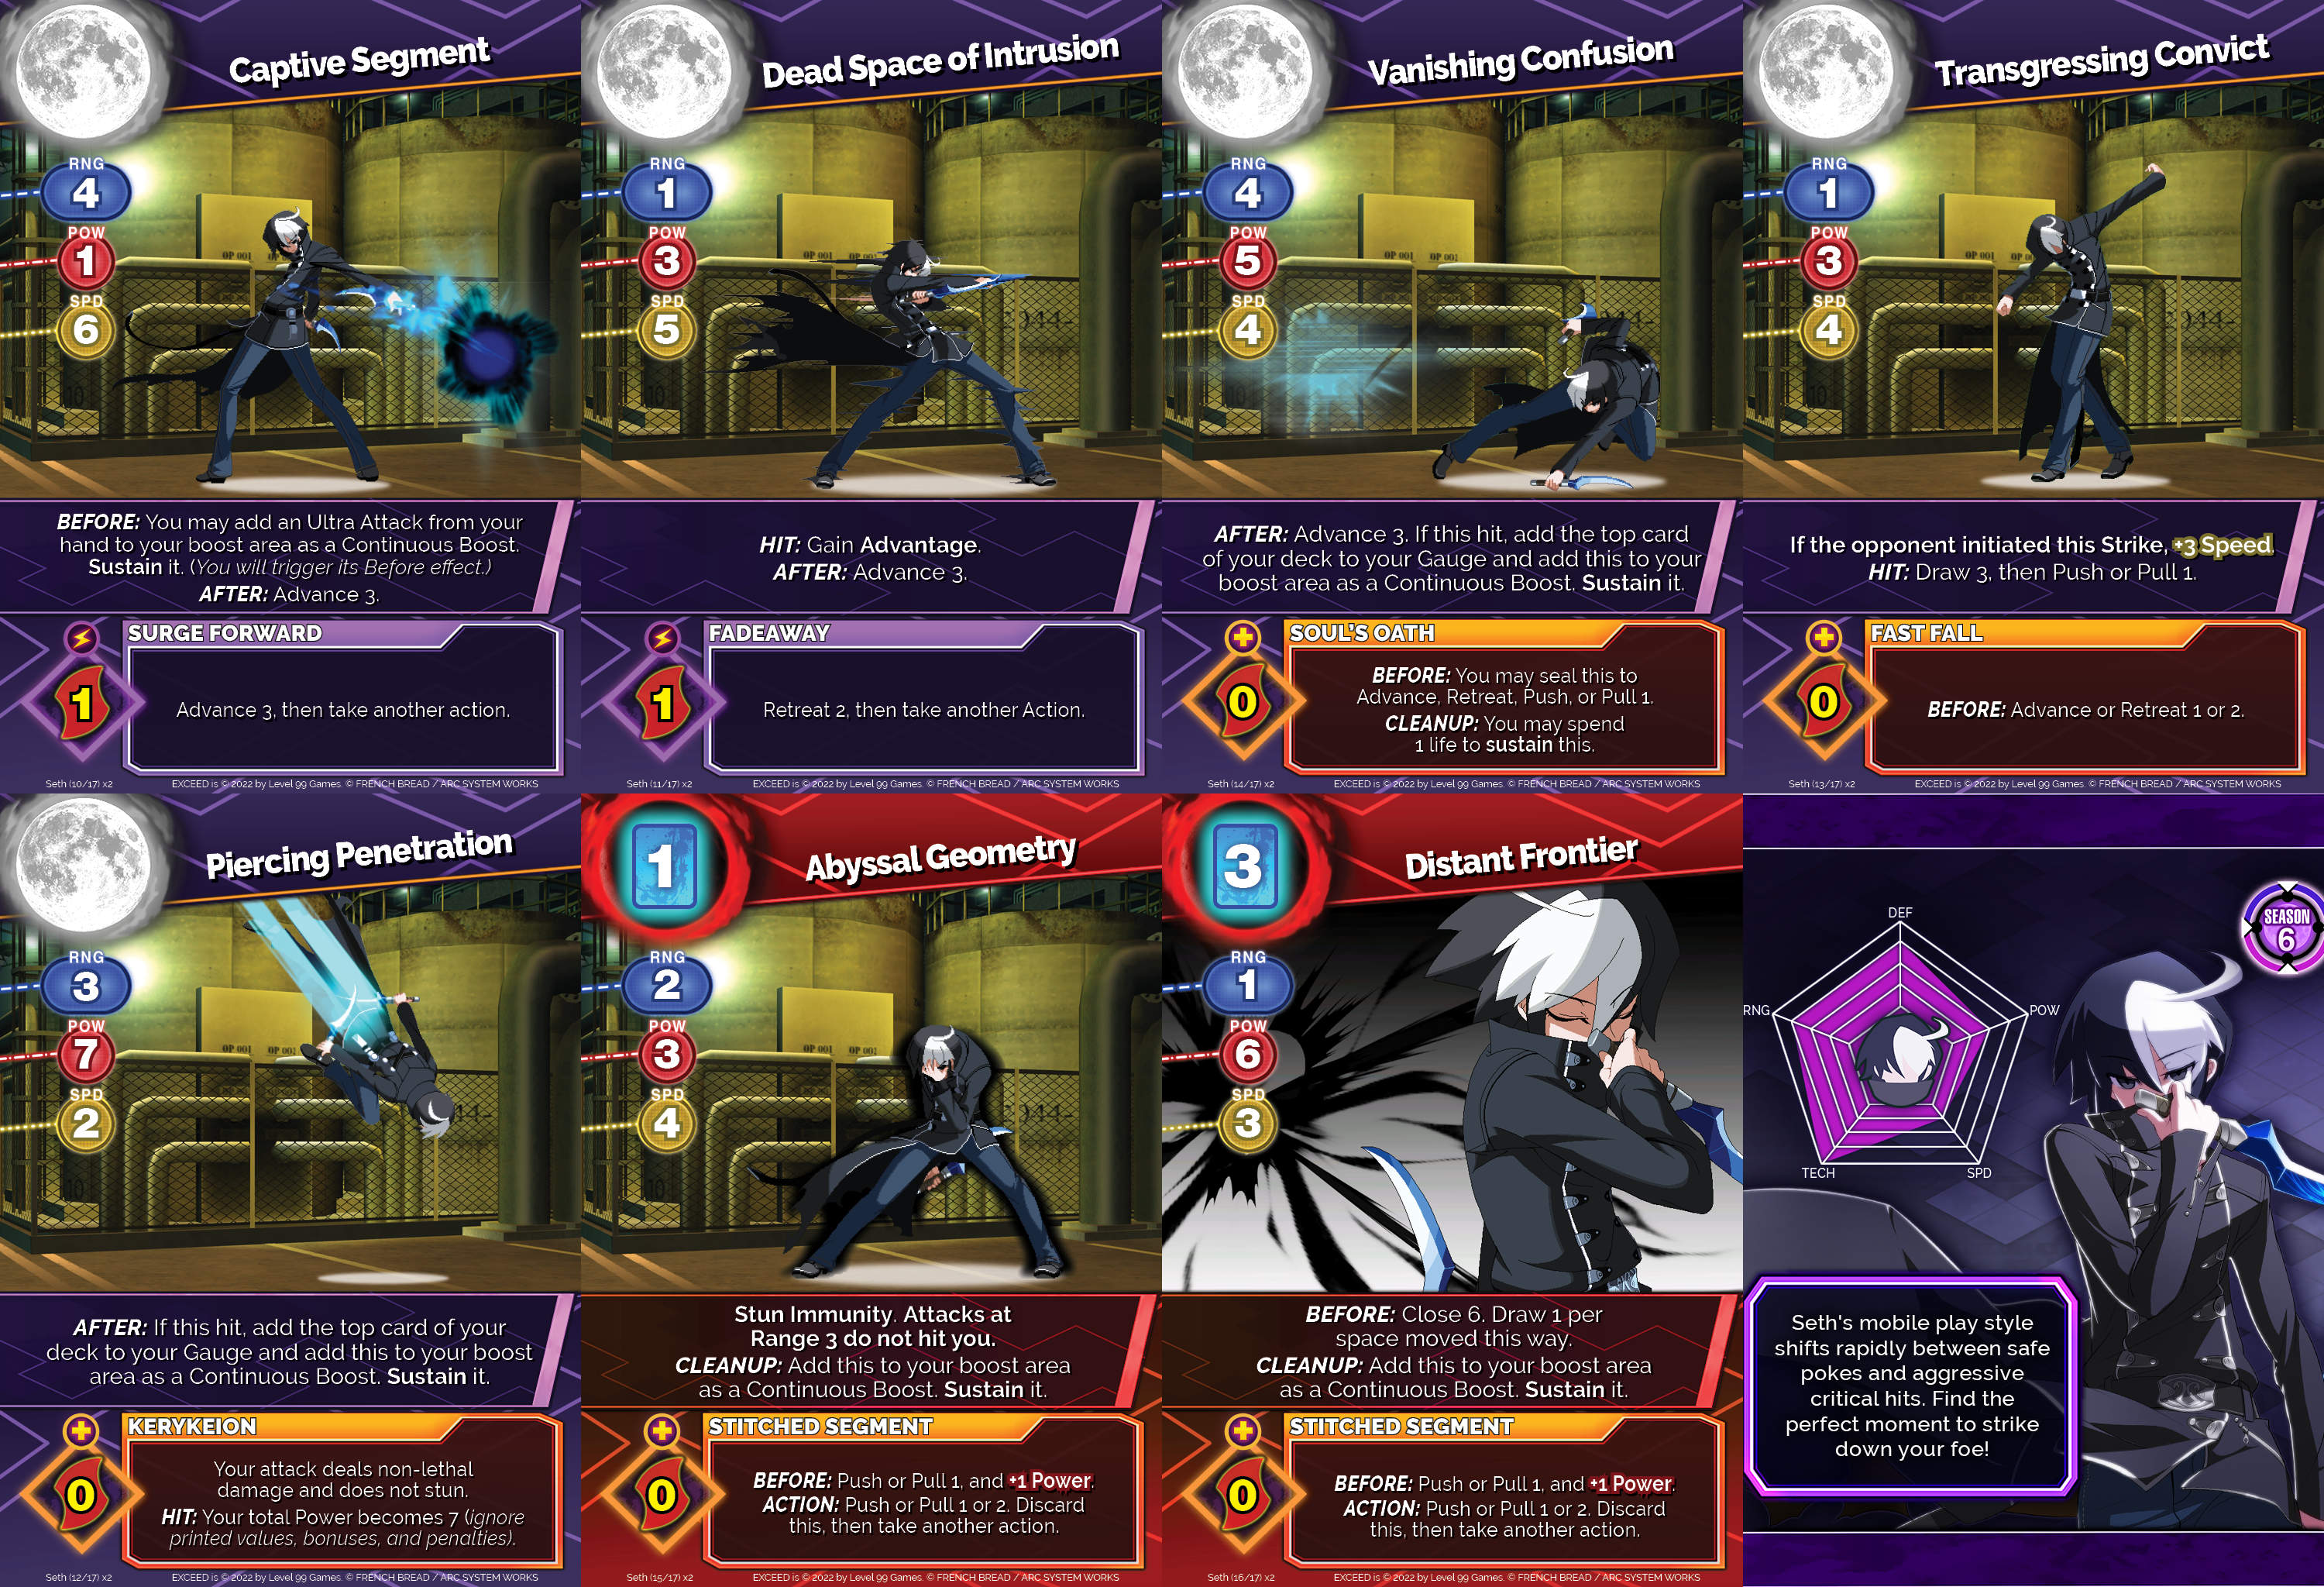 Captive Segment
RNG
4
POW
1
SPD
6
BEFORE: You may add an Ultra Attack from your
hand to your boost area as a Continuous Boost.
Sustain it. (You will trigger its Before effect.)
AFTER: Advance 3.
1
SURGE FORWARD
Advance 3, then take another action.
Seth (10/17) x2
EXCEED is © 2022 by Level 99 Games. © FRENCH BREAD / ARC SYSTEM WORKS
Dead Space of Intrusion
RNG
1
POW
3
SPD
5
HIT: Gain Advantage.
AFTER: Advance 3.
1
FADEAWAY
Retreat 2, then take another Action.
Seth (11/17) x2
EXCEED is © 2022 by Level 99 Games. © FRENCH BREAD / ARC SYSTEM WORKS
Vanishing Confusion
RNG
4
POW
5
SPD
4
AFTER: Advance 3. If this hit, add the top card
of your deck to your Gauge and add this to your
boost area as a Continuous Boost. Sustain it.
0
SOUL'S OATH
BEFORE: You may seal this to
Advance, Retreat, Push, or Pull 1.
CLEANUP: You may spend
1 life to sustain this.
Seth (14/17) x2
EXCEED is © 2022 by Level 99 Games. © FRENCH BREAD / ARC SYSTEM WORKS
Transgressing Convict
RNG
1
POW
3
SPD
4
If the opponent initiated this Strike, +3 Speed.
HIT: Draw 3, then Push or Pull 1.
0
FAST FALL
BEFORE: Advance or Retreat 1 or 2.
Seth (13/17) x2
EXCEED is © 2022 by Level 99 Games. © FRENCH BREAD / ARC SYSTEM WORKS
Piercing Penetration
RNG
3
POW
7
SPD
2
OP 001
OP 002
AFTER: If this hit, add the top card of your
deck to your Gauge and add this to your boost
area as a Continuous Boost. Sustain it.
0
KERYKEION
Your attack deals non-lethal
damage and does not stun.
HIT: Your total Power becomes 7 (ignore
printed values, bonuses, and penalties).
Seth (12/17) x2
EXCEED is © 2022 by Level 99 Games. © FRENCH BREAD / ARC SYSTEM WORKS
1
Abyssal Geometry
RNG
2
POW
3
SPD
4
Stun Immunity. Attacks at
Range 3 do not hit you.
CLEANUP: Add this to your boost area
as a Continuous Boost. Sustain it.
0
STITCHED SEGMENT
BEFORE: Push or Pull 1, and +1 Power.
ACTION: Push or Pull 1 or 2. Discard
this, then take another action.
Seth (15/17) x2
EXCEED is © 2022 by Level 99 Games. © FRENCH BREAD / ARC SYSTEM WORKS
3
Distant Frontier
RNG
1
POW
6
SPD
3
BEFORE: Close 6. Draw 1 per
space moved this way.
CLEANUP: Add this to your boost area
as a Continuous Boost. Sustain it.
0
STITCHED SEGMENT
BEFORE: Push or Pull 1, and +1 Power.
ACTION: Push or Pull 1 or 2. Discard
this, then take another action.
Seth (16/17) x2
EXCEED is © 2022 by Level 99 Games. © FRENCH BREAD / ARC SYSTEM WORKS
SEASON
6
DEF
RNG
POW
TECH
SPD
Seth's mobile play style
shifts rapidly between safe
pokes and aggressive
critical hits. Find the
perfect moment to strike
down your foe!